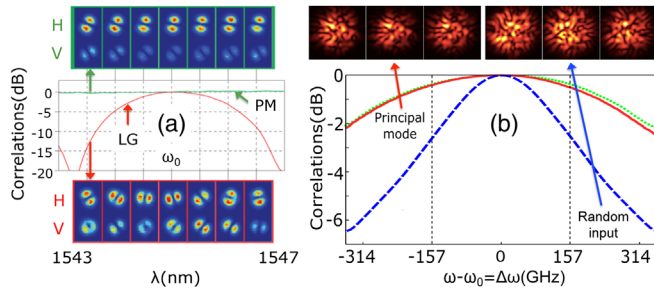 (a)
H
V
Correlations(dB)
0
-5
-10
-15
-20
PM
LG
(a)
ω₀
H
V
1543
1547
λ(nm)
(b)
Correlations(dB)
0
-2
-4
-6
Principal
mode
(b)
Random
input
-314
-157
0
157
314
ω-ω₀=Δω(GHz)